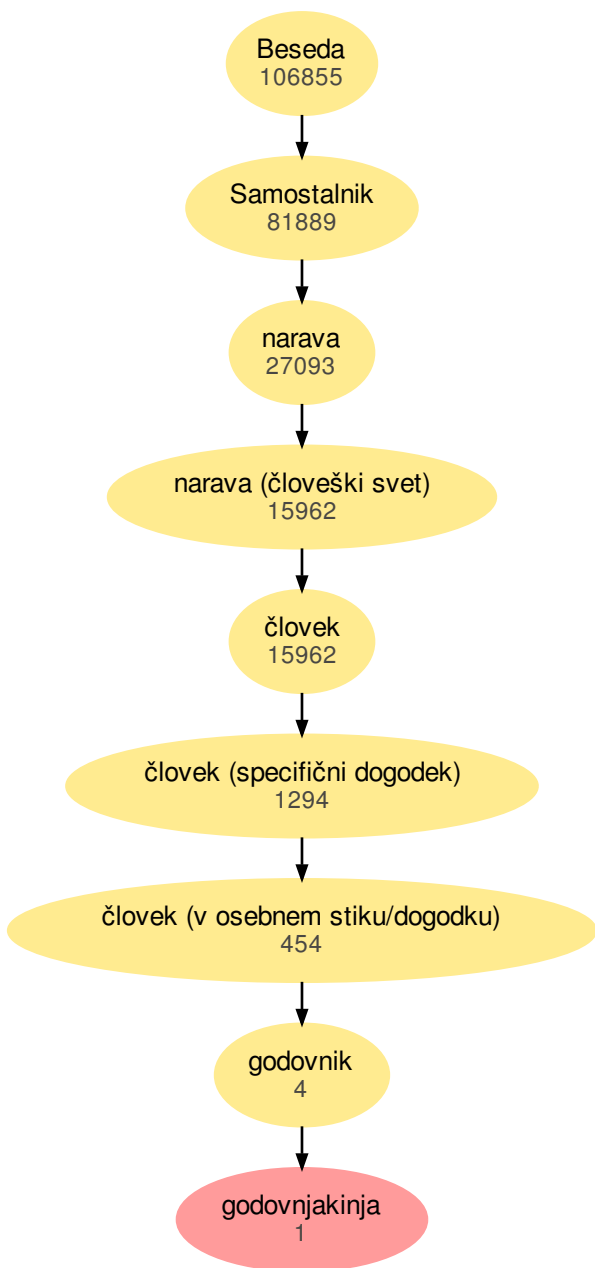 Beseda
106855
Samostalnik
81889
narava
27093
narava (človeški svet)
15962
človek
15962
človek (specifični dogodek)
1294
človek (v osebnem stiku/dogodku)
454
godovnik
4
godovnjakinja
1